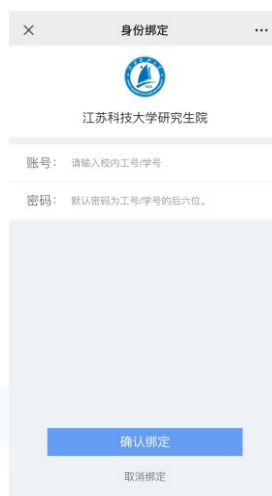 身份绑定
江苏科技大学研究生院
账号: 请输入校内工号/学号
密码: 默认密码为工号/学号的后六位。
确认绑定
取消绑定